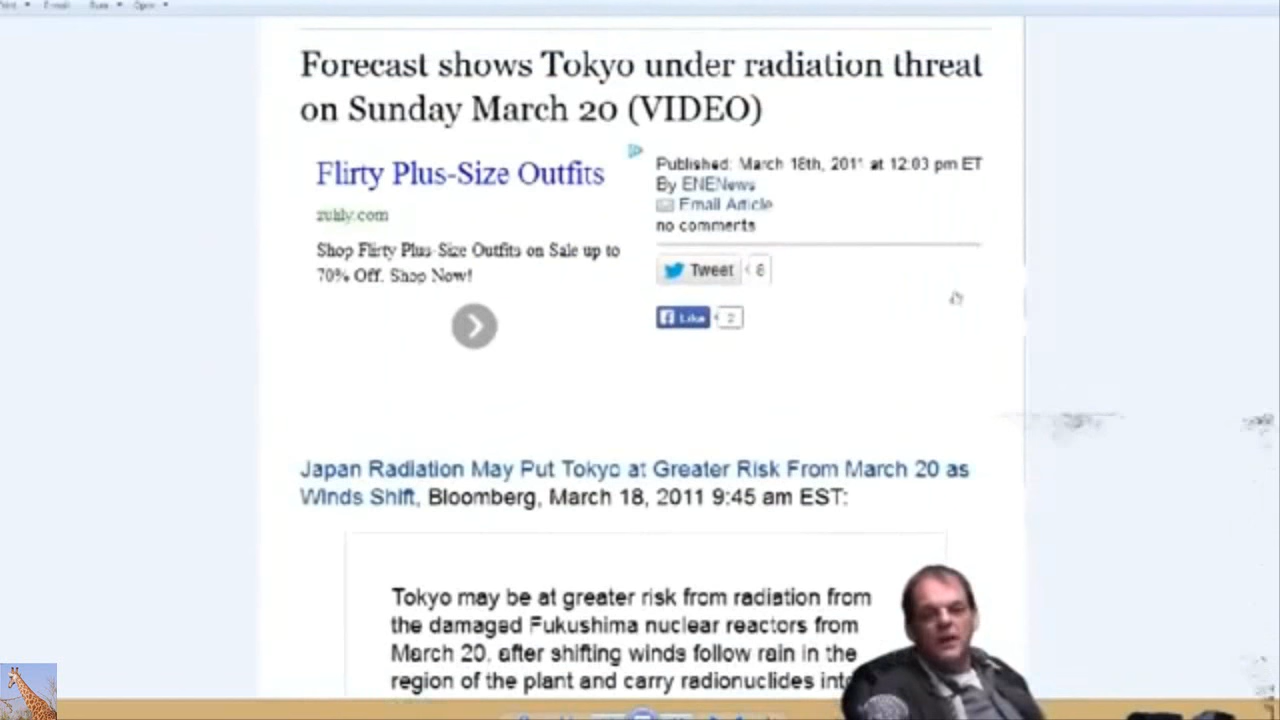 Forecast shows Tokyo under radiation threat
on Sunday March 20 (VIDEO)
Flirty Plus-Size Outfits
zulily.com
Shop Flirty Plus-Size Outfits on Sale up to
70% Off. Shop Now!
Published: March 18th, 2011 at 12:03 pm ET
By ENENews
Email Article
no comments
Tweet 6
Like 2
Japan Radiation May Put Tokyo at Greater Risk From March 20 as
Winds Shift, Bloomberg, March 18, 2011 9:45 am EST:
Tokyo may be at greater risk from radiation from
the damaged Fukushima nuclear reactors from
March 20, after shifting winds follow rain in the
region of the plant and carry radionuclides into